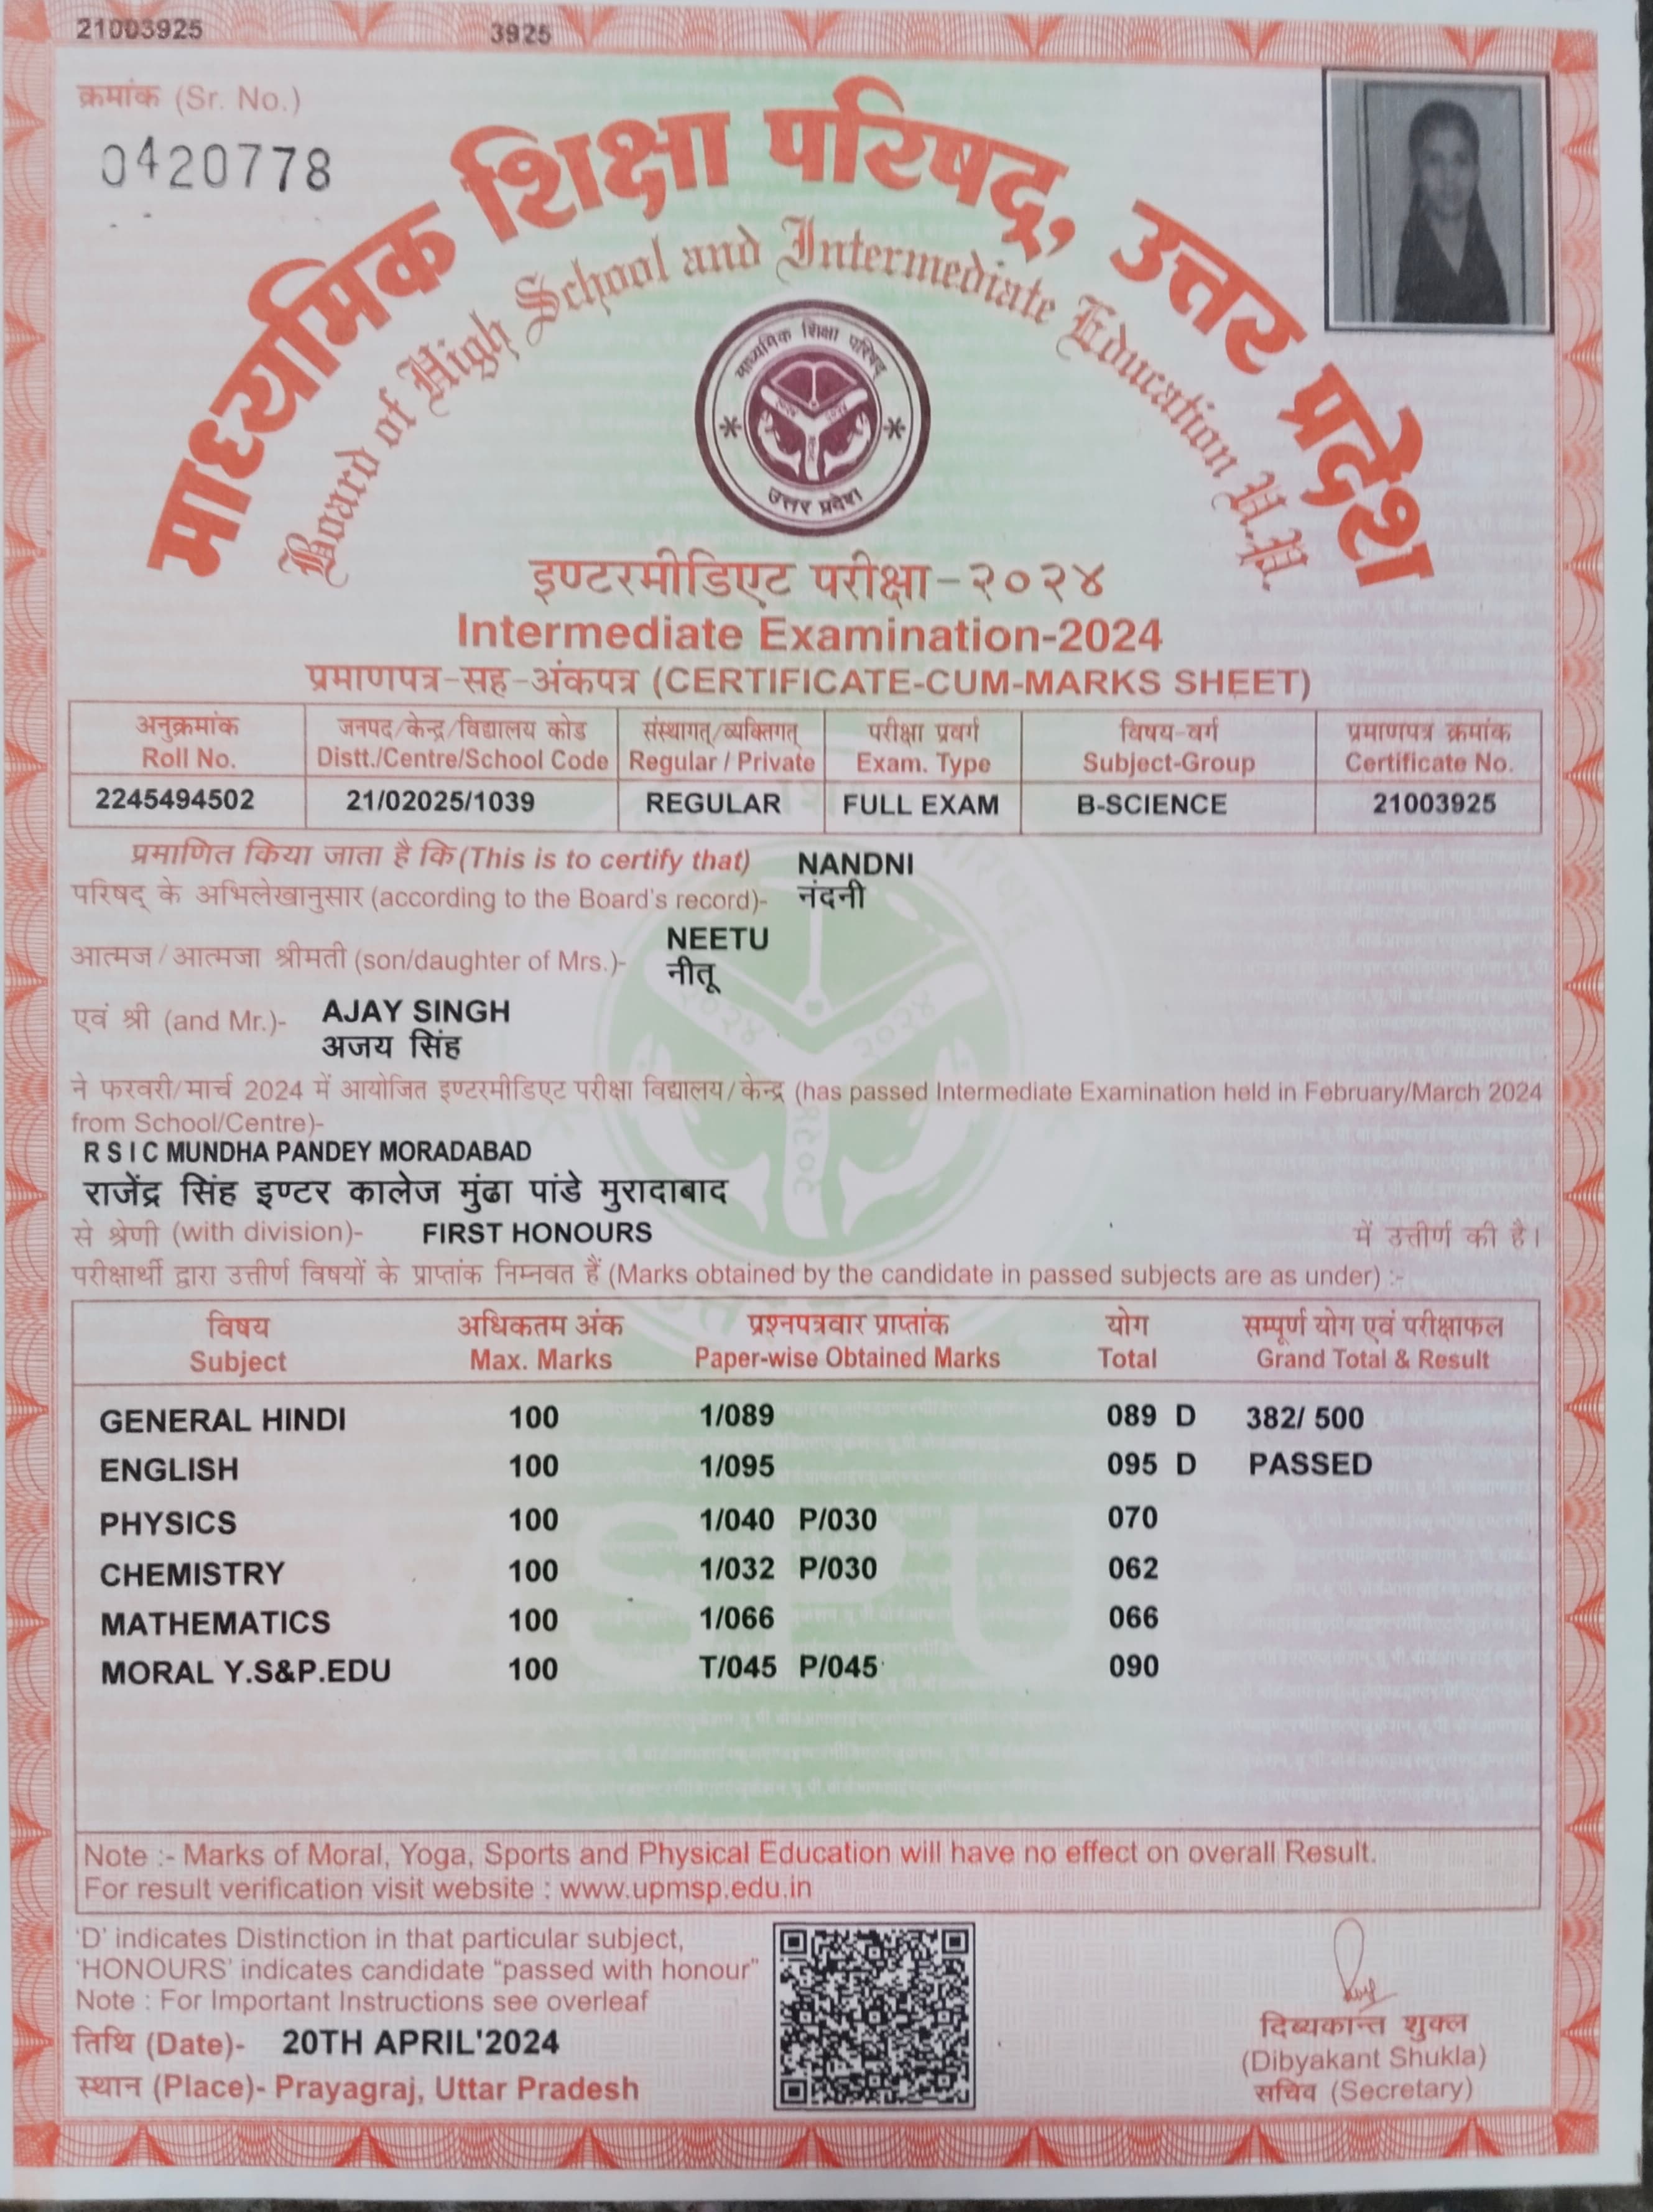 21003925 3925
क्रमांक (Sr. No.)
0420778
माध्यमिक शिक्षा परिषद्, उत्तर प्रदेश
Board of High School and Intermediate Education U.P.
माध्यमिक शिक्षा परिषद्
उत्तर प्रदेश
इण्टरमीडिएट परीक्षा-२०२४
Intermediate Examination-2024
प्रमाणपत्र-सह-अंकपत्र (CERTIFICATE-CUM-MARKS SHEET)
अनुक्रमांक जनपद/केन्द्र/विद्यालय कोड संस्थागत्/व्यक्तिगत् परीक्षा प्रवर्ग विषय-वर्ग प्रमाणपत्र क्रमांक
Roll No. Distt./Centre/School Code Regular / Private Exam. Type Subject-Group Certificate No.
2245494502 21/02025/1039 REGULAR FULL EXAM B-SCIENCE 21003925
प्रमाणित किया जाता है कि (This is to certify that) NANDNI
परिषद् के अभिलेखानुसार (according to the Board's record)- नंदनी
NEETU
आत्मज/आत्मजा श्रीमती (son/daughter of Mrs.)- नीतू
एवं श्री (and Mr.)- AJAY SINGH
अजय सिंह
ने फरवरी/मार्च 2024 में आयोजित इण्टरमीडिएट परीक्षा विद्यालय/केन्द्र (has passed Intermediate Examination held in February/March 2024
from School/Centre)-
R S I C MUNDHA PANDEY MORADABAD
राजेंद्र सिंह इण्टर कालेज मुंढा पांडे मुरादाबाद
से श्रेणी (with division)- FIRST HONOURS में उत्तीर्ण की है।
परीक्षार्थी द्वारा उत्तीर्ण विषयों के प्राप्तांक निम्नवत हैं (Marks obtained by the candidate in passed subjects are as under) :-
विषय अधिकतम अंक प्रश्नपत्रवार प्राप्तांक योग सम्पूर्ण योग एवं परीक्षाफल
Subject Max. Marks Paper-wise Obtained Marks Total Grand Total & Result
GENERAL HINDI 100 1/089 089 D 382/ 500
ENGLISH 100 1/095 095 D PASSED
PHYSICS 100 1/040 P/030 070
CHEMISTRY 100 1/032 P/030 062
MATHEMATICS 100 1/066 066
MORAL Y.S&P.EDU 100 T/045 P/045 090
Note :- Marks of Moral, Yoga, Sports and Physical Education will have no effect on overall Result.
For result verification visit website : www.upmsp.edu.in
'D' indicates Distinction in that particular subject,
'HONOURS' indicates candidate "passed with honour"
Note : For Important Instructions see overleaf
तिथि (Date)- 20TH APRIL'2024
स्थान (Place)- Prayagraj, Uttar Pradesh
दिब्यकान्त शुक्ल
(Dibyakant Shukla)
सचिव (Secretary)